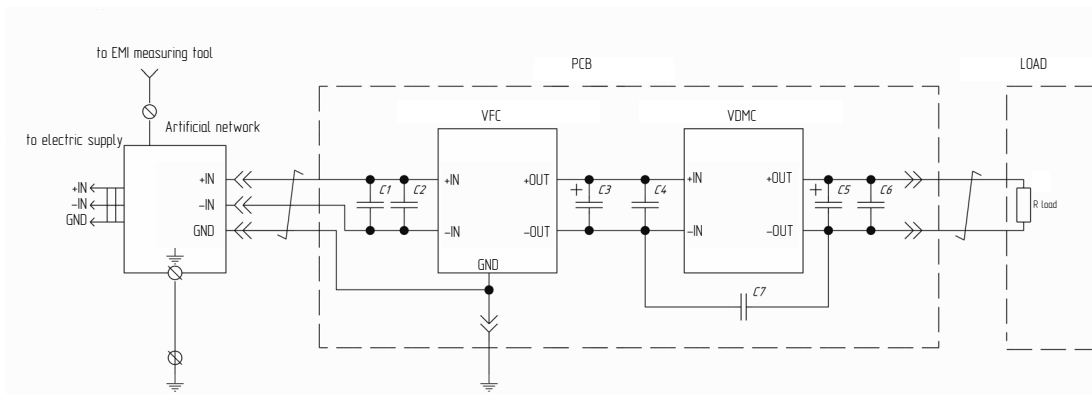 to EMI measuring tool
PCB
LOAD
Artificial network
to electric supply
VFC
VDMC
+IN
-IN
GND
+IN
-IN
GND
C1
C2
+IN
-IN
+OUT
-OUT
GND
+
C3
C4
+IN
-IN
+OUT
-OUT
+
C5
C6
C7
R load